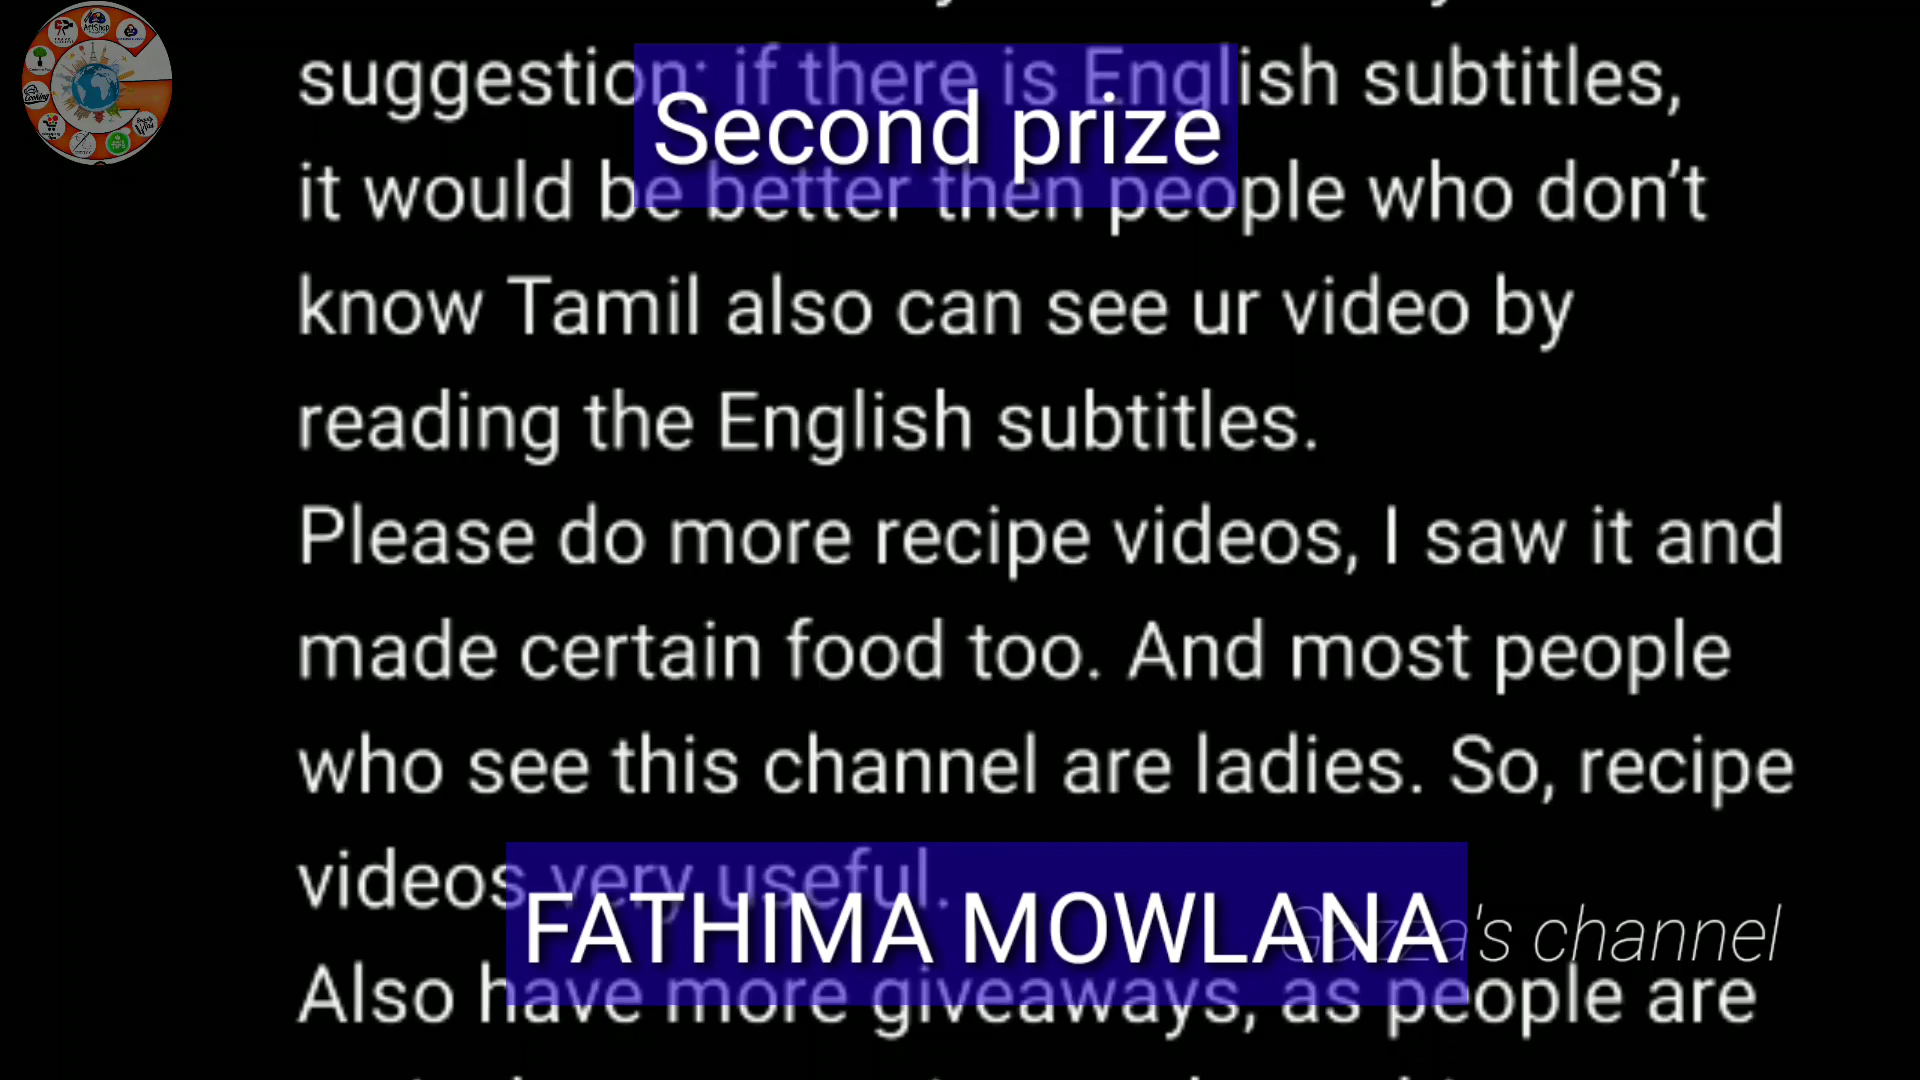 suggestion: if there is English subtitles,
Second prize
it would be better then people who don't
know Tamil also can see ur video by
reading the English subtitles.
Please do more recipe videos, I saw it and
made certain food too. And most people
who see this channel are ladies. So, recipe
videos very useful.
FATHIMA MOWLANA
Gazza's channel
Also have more giveaways, as people are